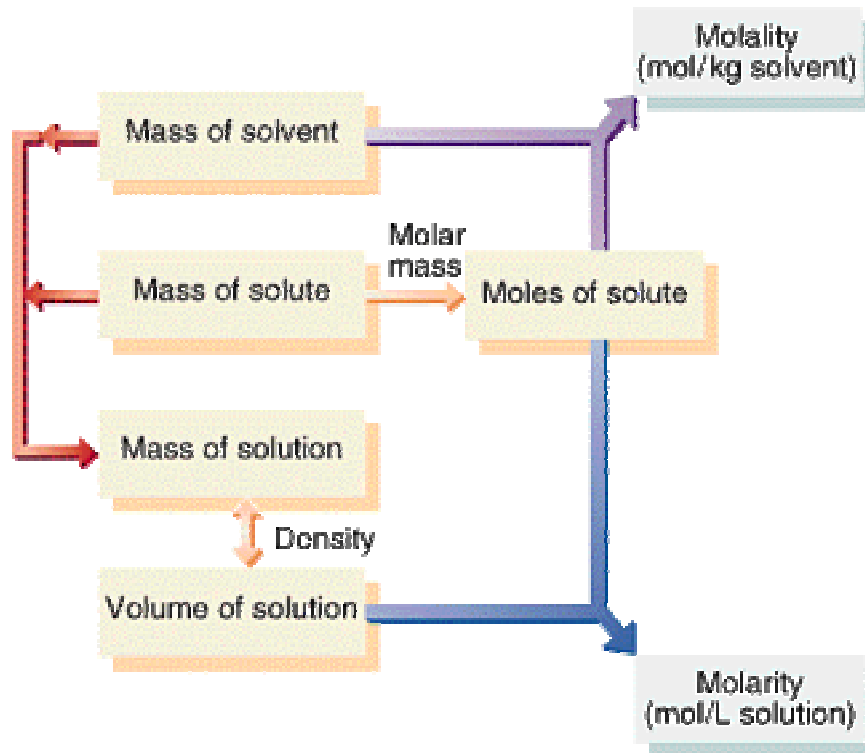 Molality
(mol/kg solvent)
Mass of solvent
Molar
mass
Mass of solute
Moles of solute
Mass of solution
Density
Volume of solution
Molarity
(mol/L solution)